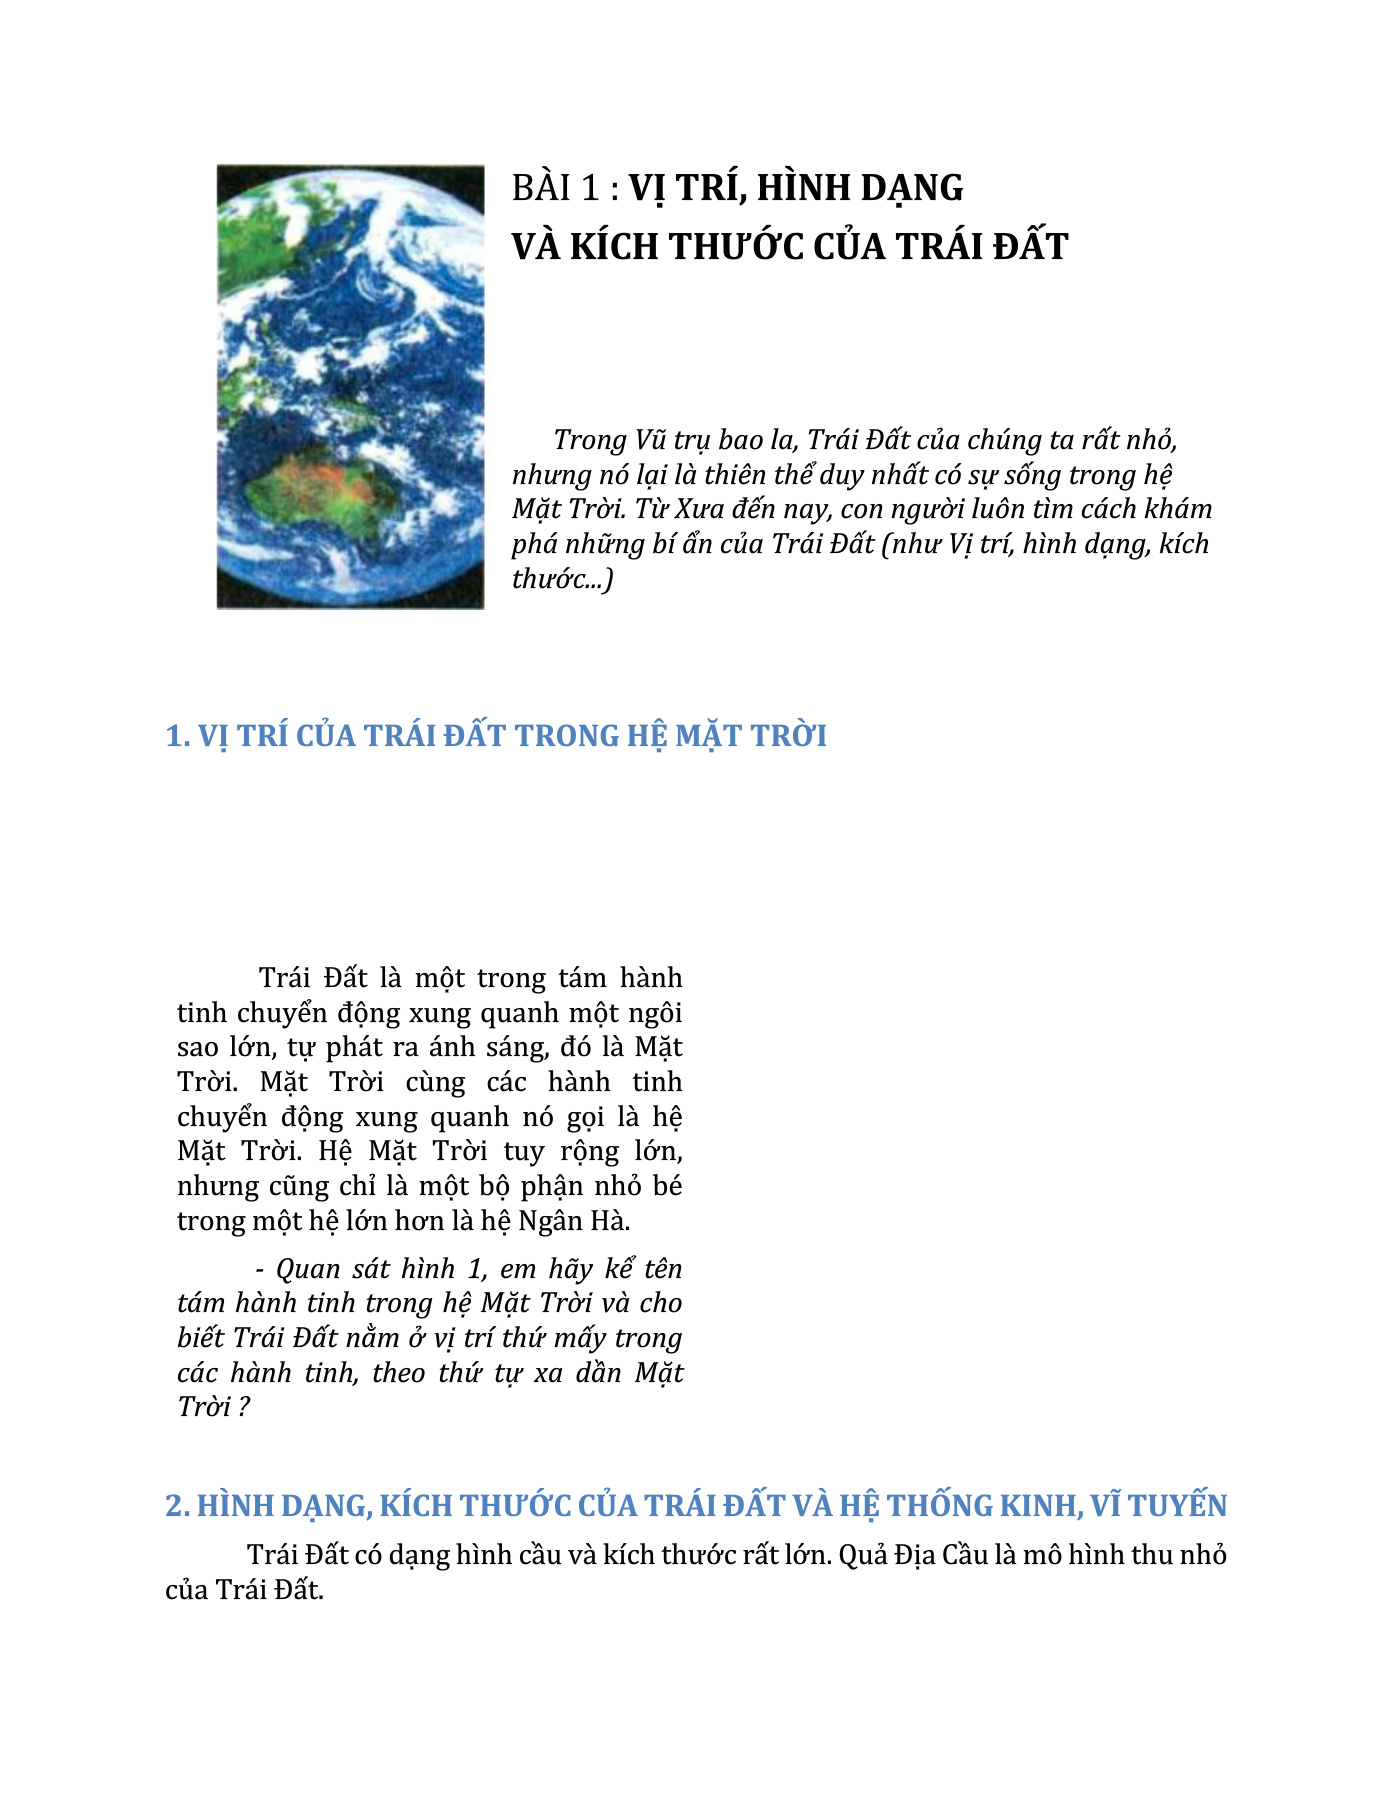 BÀI 1 : VỊ TRÍ, HÌNH DẠNG
VÀ KÍCH THƯỚC CỦA TRÁI ĐẤT
Trong Vũ trụ bao la, Trái Đất của chúng ta rất nhỏ,
nhưng nó lại là thiên thể duy nhất có sự sống trong hệ
Mặt Trời. Từ Xưa đến nay, con người luôn tìm cách khám
phá những bí ẩn của Trái Đất (như Vị trí, hình dạng, kích
thước...)
1. VỊ TRÍ CỦA TRÁI ĐẤT TRONG HỆ MẶT TRỜI
Trái Đất là một trong tám hành
tinh chuyển động xung quanh một ngôi
sao lớn, tự phát ra ánh sáng, đó là Mặt
Trời. Mặt Trời cùng các hành tinh
chuyển động xung quanh nó gọi là hệ
Mặt Trời. Hệ Mặt Trời tuy rộng lớn,
nhưng cũng chỉ là một bộ phận nhỏ bé
trong một hệ lớn hơn là hệ Ngân Hà.
- Quan sát hình 1, em hãy kể tên
tám hành tinh trong hệ Mặt Trời và cho
biết Trái Đất nằm ở vị trí thứ mấy trong
các hành tinh, theo thứ tự xa dần Mặt
Trời ?
2. HÌNH DẠNG, KÍCH THƯỚC CỦA TRÁI ĐẤT VÀ HỆ THỐNG KINH, VĨ TUYẾN
Trái Đất có dạng hình cầu và kích thước rất lớn. Quả Địa Cầu là mô hình thu nhỏ
của Trái Đất.